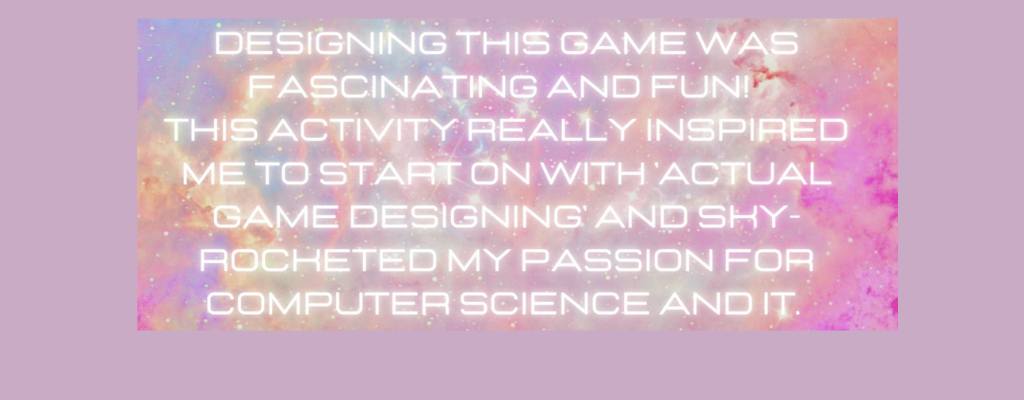 DESIGNING THIS GAME WAS
FASCINATING AND FUN!
THIS ACTIVITY REALLY INSPIRED
ME TO START ON WITH 'ACTUAL
GAME DESIGNING' AND SKY-
ROCKETED MY PASSION FOR
COMPUTER SCIENCE AND IT.